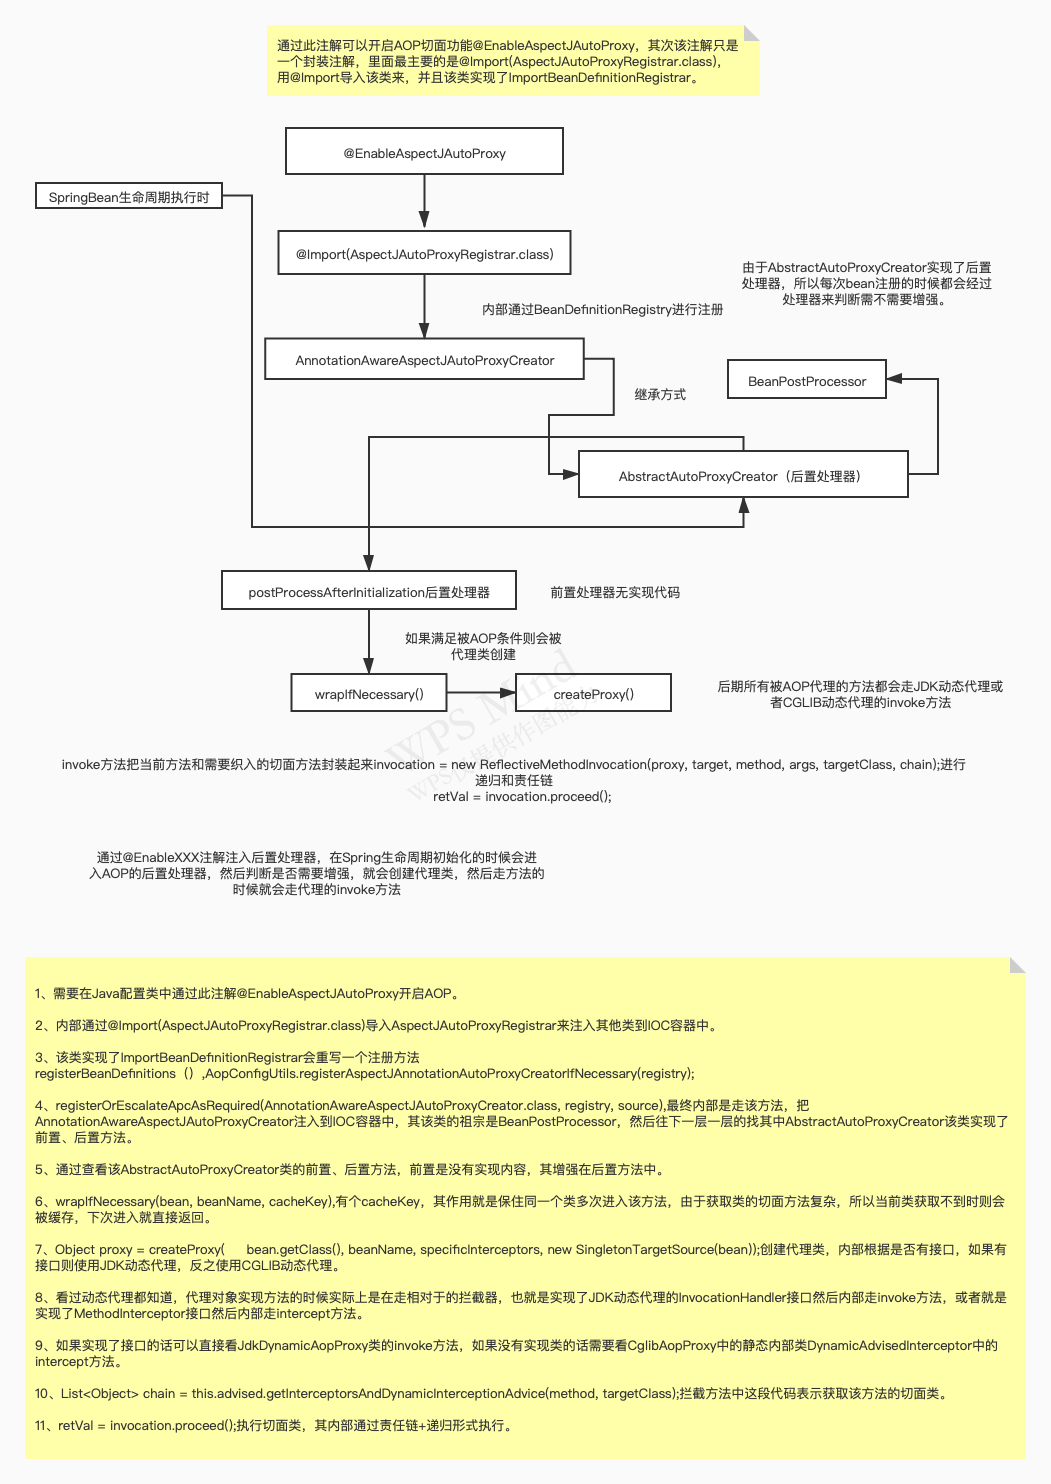 通过此注解可以开启AOP切面功能@EnableAspectJAutoProxy，其次该注解只是
一个封装注解，里面最主要的是@Import(AspectJAutoProxyRegistrar.class)，
用@Import导入该类来，并且该类实现了ImportBeanDefinitionRegistrar。
@EnableAspectJAutoProxy
SpringBean生命周期执行时
@Import(AspectJAutoProxyRegistrar.class)
由于AbstractAutoProxyCreator实现了后置
处理器，所以每次bean注册的时候都会经过
处理器来判断需不需要增强。
内部通过BeanDefinitionRegistry进行注册
AnnotationAwareAspectJAutoProxyCreator
BeanPostProcessor
继承方式
AbstractAutoProxyCreator（后置处理器）
postProcessAfterInitialization后置处理器
前置处理器无实现代码
如果满足被AOP条件则会被
代理类创建
wrapIfNecessary()
createProxy()
后期所有被AOP代理的方法都会走JDK动态代理或
者CGLIB动态代理的invoke方法
WPS Mind
invoke方法把当前方法和需要织入的切面方法封装起来invocation = new ReflectiveMethodInvocation(proxy, target, method, args, targetClass, chain);进行
递归和责任链
retVal = invocation.proceed();
通过@EnableXXX注解注入后置处理器，在Spring生命周期初始化的时候会进
入AOP的后置处理器，然后判断是否需要增强，就会创建代理类，然后走方法的
时候就会走代理的invoke方法
1、需要在Java配置类中通过此注解@EnableAspectJAutoProxy开启AOP。
2、内部通过@Import(AspectJAutoProxyRegistrar.class)导入AspectJAutoProxyRegistrar来注入其他类到IOC容器中。
3、该类实现了ImportBeanDefinitionRegistrar会重写一个注册方法
registerBeanDefinitions（）,AopConfigUtils.registerAspectJAnnotationAutoProxyCreatorIfNecessary(registry);
4、registerOrEscalateApcAsRequired(AnnotationAwareAspectJAutoProxyCreator.class, registry, source),最终内部是走该方法，把
AnnotationAwareAspectJAutoProxyCreator注入到IOC容器中，其该类的祖宗是BeanPostProcessor，然后往下一层一层的找其中AbstractAutoProxyCreator该类实现了
前置、后置方法。
5、通过查看该AbstractAutoProxyCreator类的前置、后置方法，前置是没有实现内容，其增强在后置方法中。
6、wrapIfNecessary(bean, beanName, cacheKey),有个cacheKey，其作用就是保住同一个类多次进入该方法，由于获取类的切面方法复杂，所以当前类获取不到时则会
被缓存，下次进入就直接返回。
7、Object proxy = createProxy(      bean.getClass(), beanName, specificInterceptors, new SingletonTargetSource(bean));创建代理类，内部根据是否有接口，如果有
接口则使用JDK动态代理，反之使用CGLIB动态代理。
8、看过动态代理都知道，代理对象实现方法的时候实际上是在走相对于的拦截器，也就是实现了JDK动态代理的InvocationHandler接口然后内部走invoke方法，或者就是
实现了MethodInterceptor接口然后内部走intercept方法。
9、如果实现了接口的话可以直接看JdkDynamicAopProxy类的invoke方法，如果没有实现类的话需要看CglibAopProxy中的静态内部类DynamicAdvisedInterceptor中的
intercept方法。
10、List<Object> chain = this.advised.getInterceptorsAndDynamicInterceptionAdvice(method, targetClass);拦截方法中这段代码表示获取该方法的切面类。
11、retVal = invocation.proceed();执行切面类，其内部通过责任链+递归形式执行。